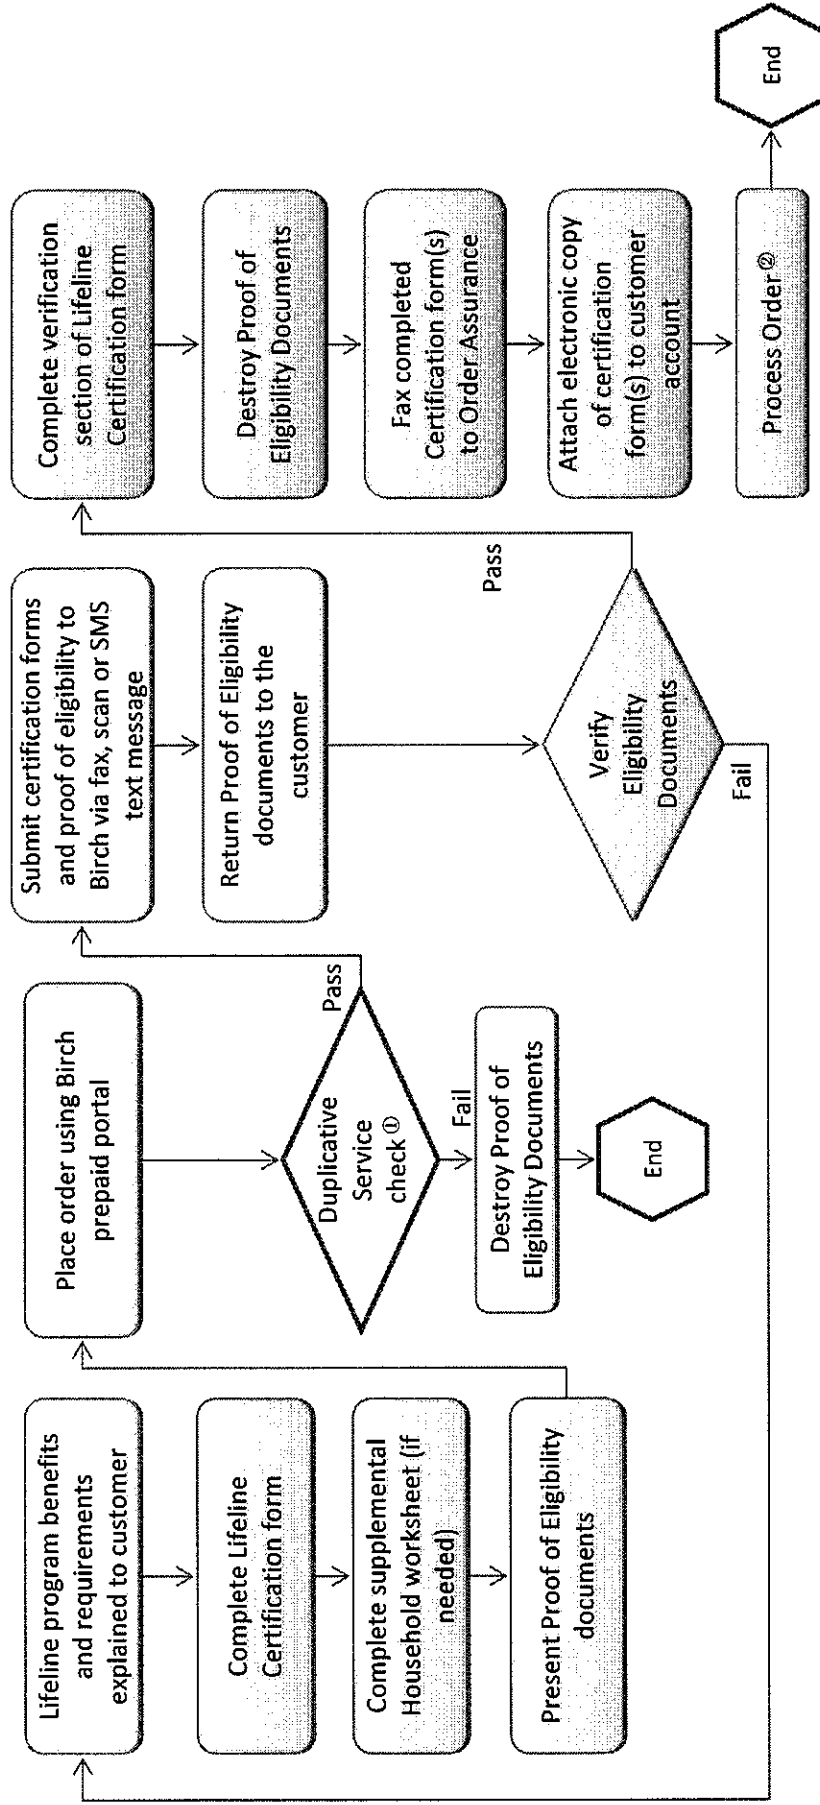 Lifeline program benefits
and requirements
explained to customer
Complete Lifeline
Certification form
Complete supplemental
Household worksheet (if
needed)
Present Proof of Eligibility
documents
Place order using Birch
prepaid portal
Duplicative
Service
check①
Pass
Fail
Destroy Proof of
Eligibility Documents
End
Submit certification forms
and proof of eligibility to
Birch via fax, scan or SMS
text message
Return Proof of Eligibility
documents to the
customer
Verify
Eligibility
Documents
Pass
Fail
Complete verification
section of Lifeline
Certification form
Destroy Proof of
Eligibility Documents
Fax completed
Certification form(s)
to Order Assurance
Attach electronic copy
of certification
form(s) to customer
account
Process Order②
End